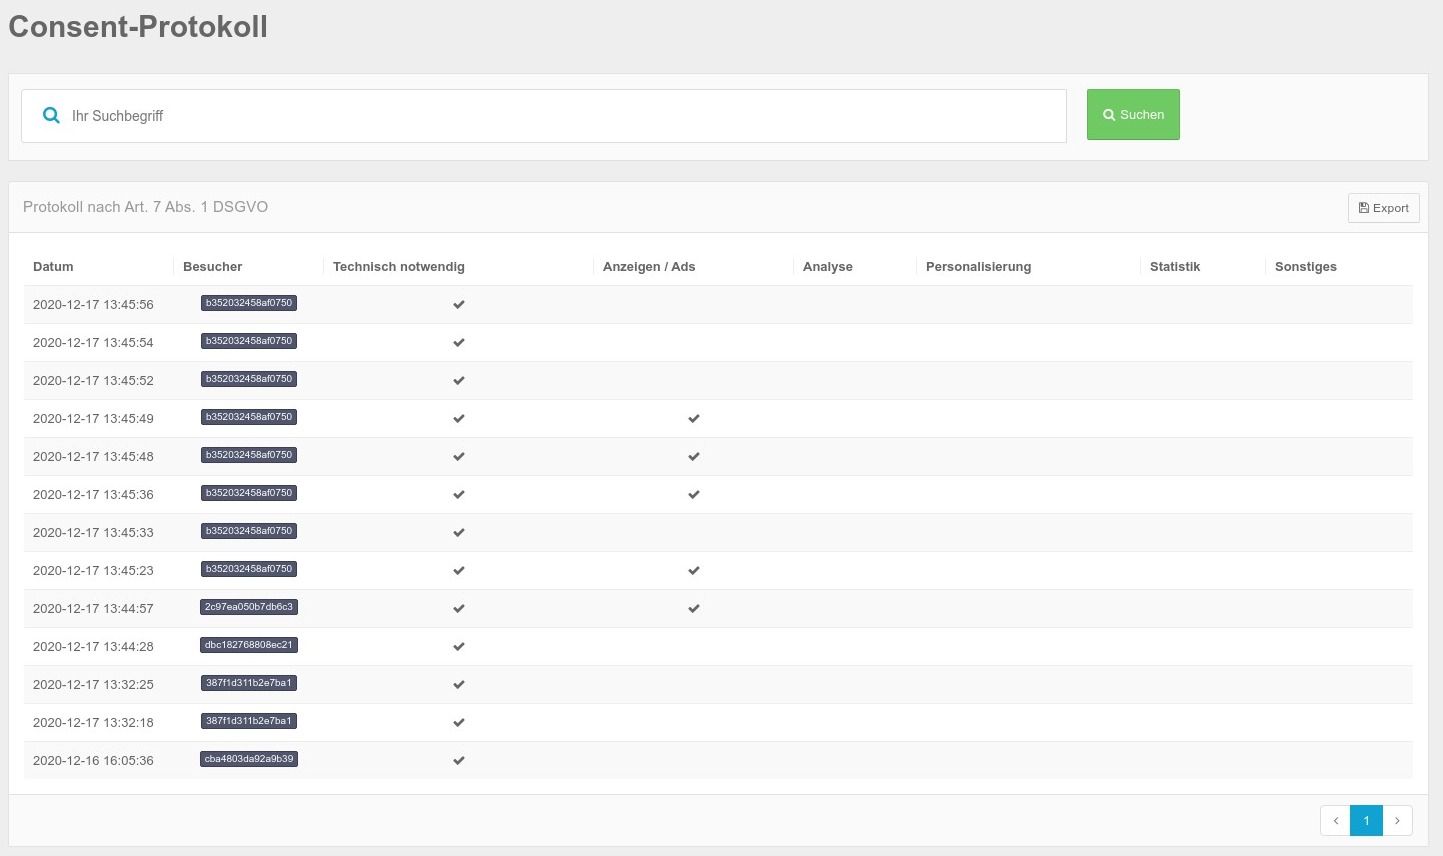 Consent-Protokoll
Ihr Suchbegriff
Suchen
Protokoll nach Art. 7 Abs. 1 DSGVO
Export
Datum Besucher Technisch notwendig Anzeigen / Ads Analyse Personalisierung Statistik Sonstiges
2020-12-17 13:45:56 b352032458af0750 ✔
2020-12-17 13:45:54 b352032458af0750 ✔
2020-12-17 13:45:52 b352032458af0750 ✔
2020-12-17 13:45:49 b352032458af0750 ✔ ✔
2020-12-17 13:45:48 b352032458af0750 ✔ ✔
2020-12-17 13:45:36 b352032458af0750 ✔ ✔
2020-12-17 13:45:33 b352032458af0750 ✔
2020-12-17 13:45:23 b352032458af0750 ✔ ✔
2020-12-17 13:44:57 2c97ea050b7db6c3 ✔ ✔
2020-12-17 13:44:28 dbc182768808ec21 ✔
2020-12-17 13:32:25 387f1d311b2e7ba1 ✔
2020-12-17 13:32:18 387f1d311b2e7ba1 ✔
2020-12-16 16:05:36 cba4803da92a9b39 ✔
‹ 1 ›